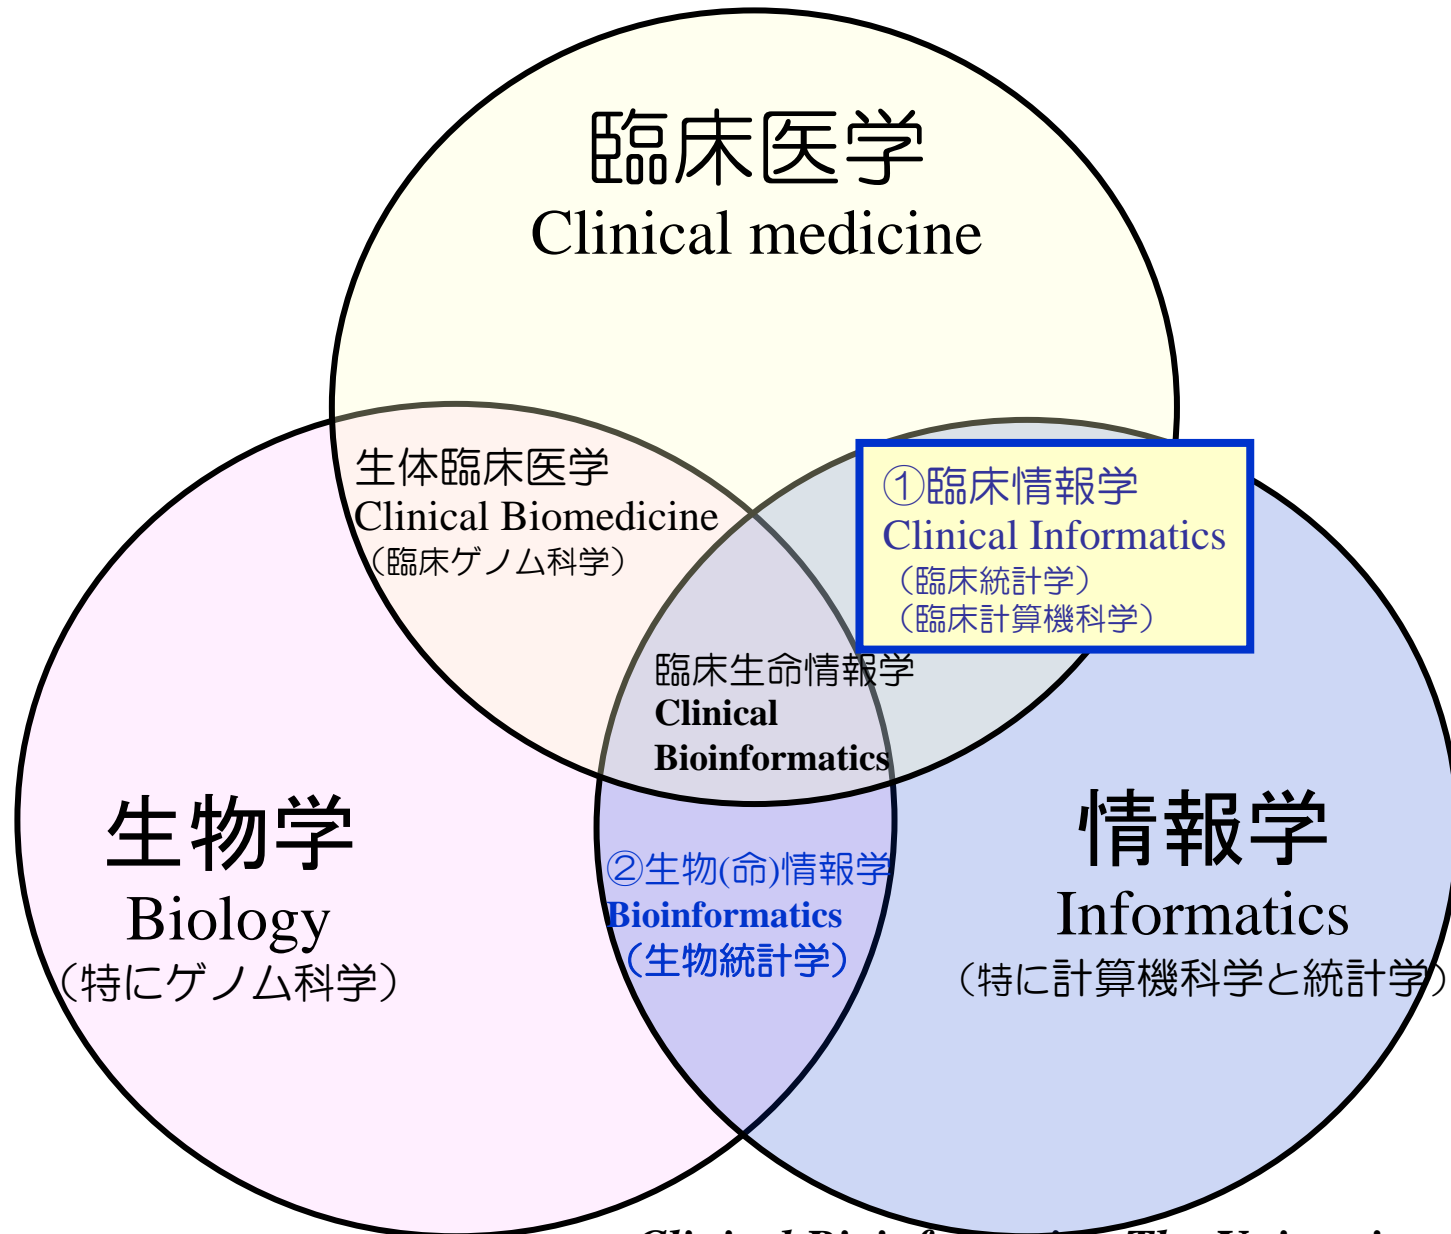 臨床医学
Clinical medicine
生体臨床医学
Clinical Biomedicine
（臨床ゲノム科学）
①臨床情報学
Clinical Informatics
（臨床統計学）
（臨床計算機科学）
臨床生命情報学
Clinical
Bioinformatics
生物学
Biology
（特にゲノム科学）
②生物(命)情報学
Bioinformatics
（生物統計学）
情報学
Informatics
（特に計算機科学と統計学）
Clinical Bioinformatics The